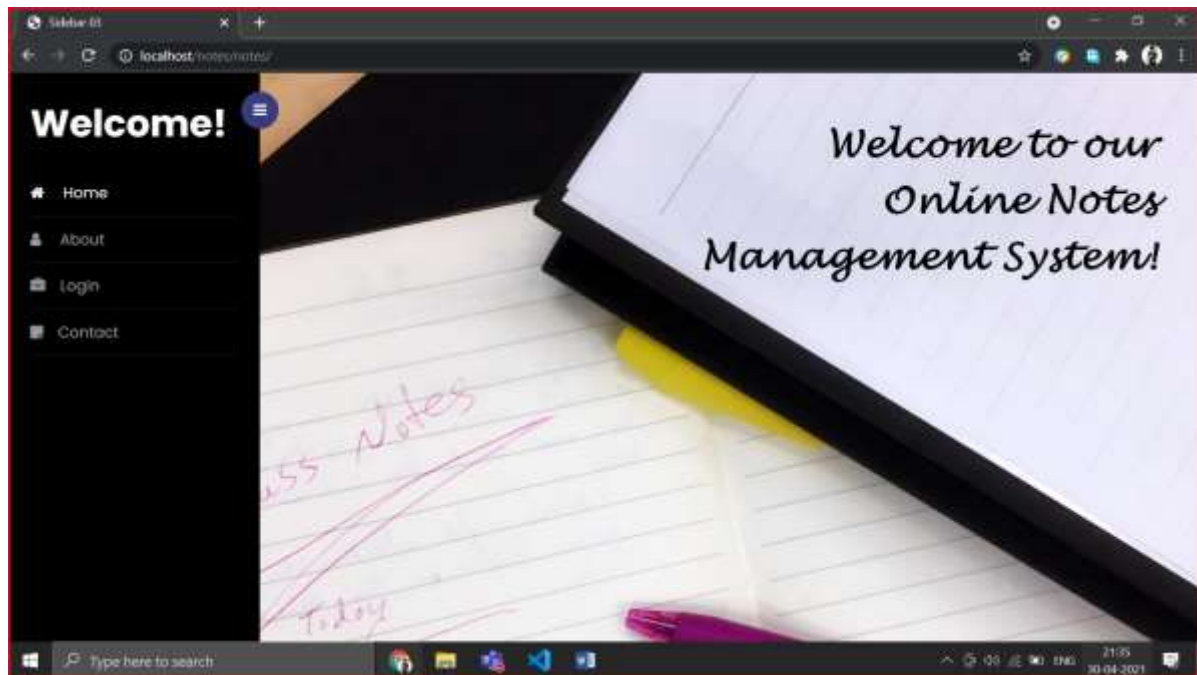 Sidebar 03
localhost/notes/notes/
Welcome!
Home
About
Login
Contact
Welcome to our
Online Notes
Management System!
Notes
Today
Type here to search
ENG
21:35
30-04-2021